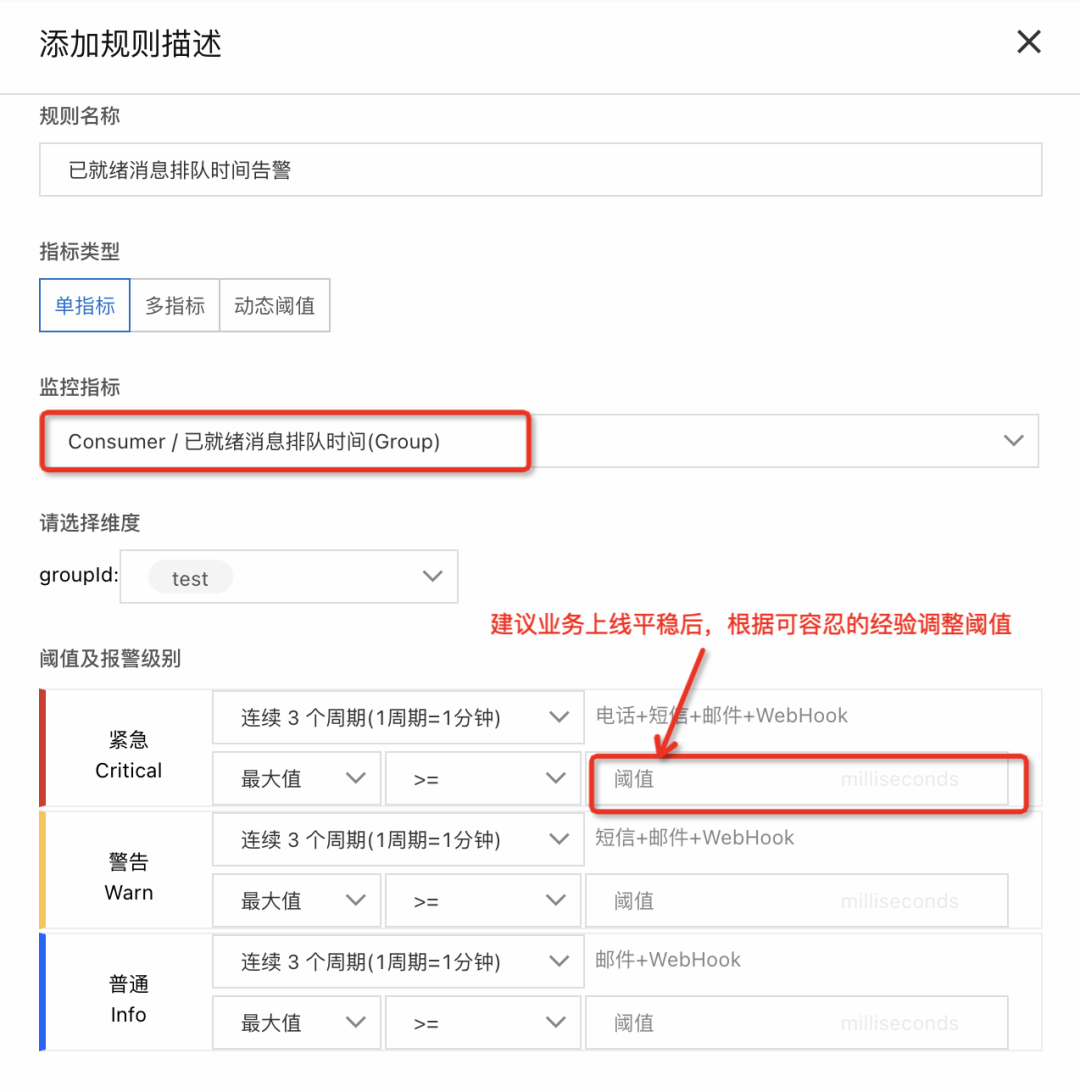 添加规则描述
规则名称
已就绪消息排队时间告警
指标类型
单指标 多指标 动态阈值
监控指标
Consumer / 已就绪消息排队时间(Group)
请选择维度
groupId: test
建议业务上线平稳后，根据可容忍的经验调整阈值
阈值及报警级别
紧急
Critical
连续 3 个周期(1周期=1分钟) 电话+短信+邮件+WebHook
最大值 >= 阈值 milliseconds
警告
Warn
连续 3 个周期(1周期=1分钟) 短信+邮件+WebHook
最大值 >= 阈值 milliseconds
普通
Info
连续 3 个周期(1周期=1分钟) 邮件+WebHook
最大值 >= 阈值 milliseconds